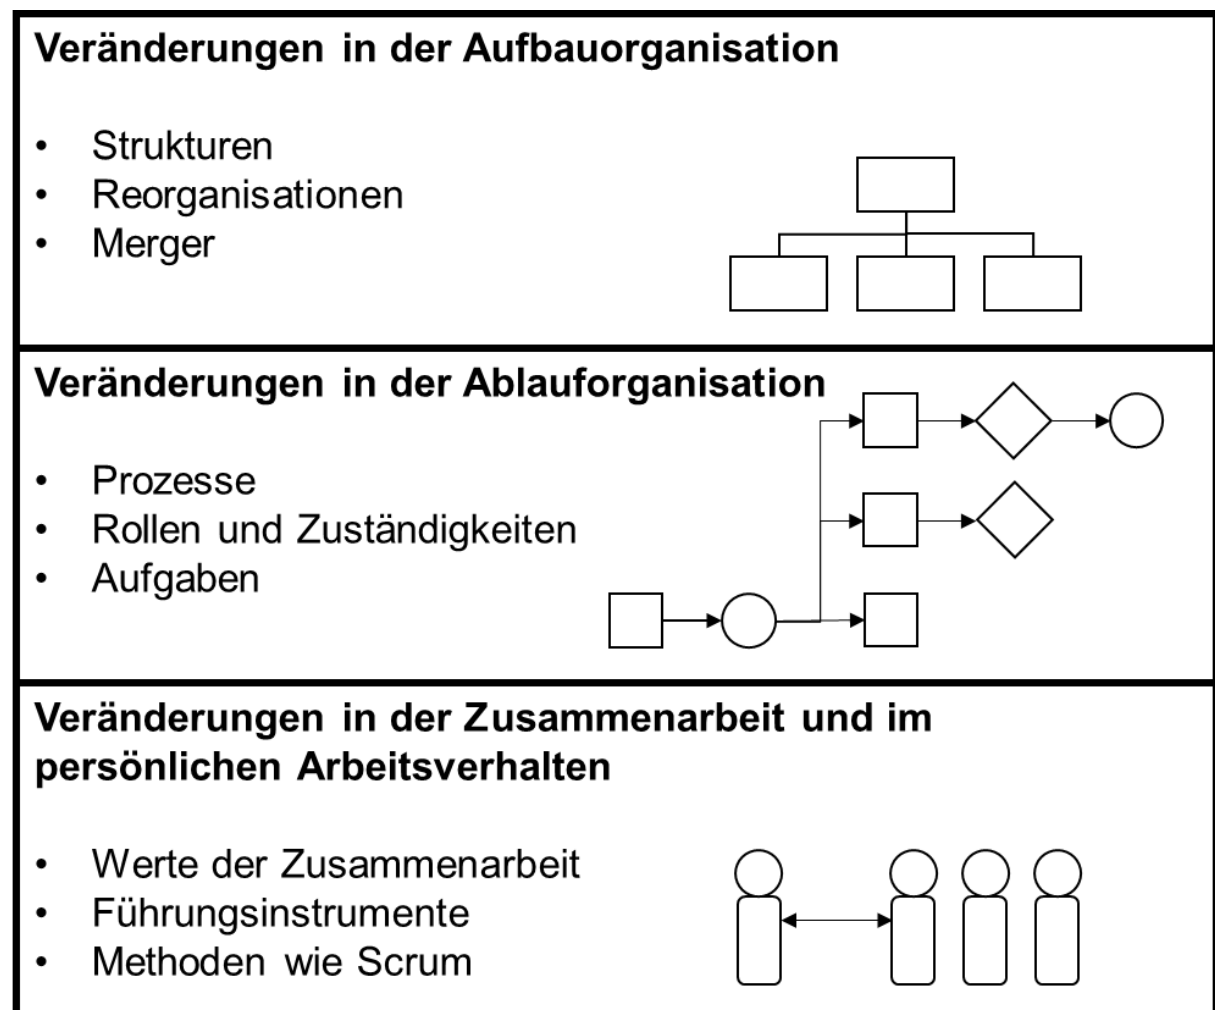 Veränderungen in der Aufbauorganisation
• Strukturen
• Reorganisationen
• Merger
Veränderungen in der Ablauforganisation
• Prozesse
• Rollen und Zuständigkeiten
• Aufgaben
Veränderungen in der Zusammenarbeit und im
persönlichen Arbeitsverhalten
• Werte der Zusammenarbeit
• Führungsinstrumente
• Methoden wie Scrum